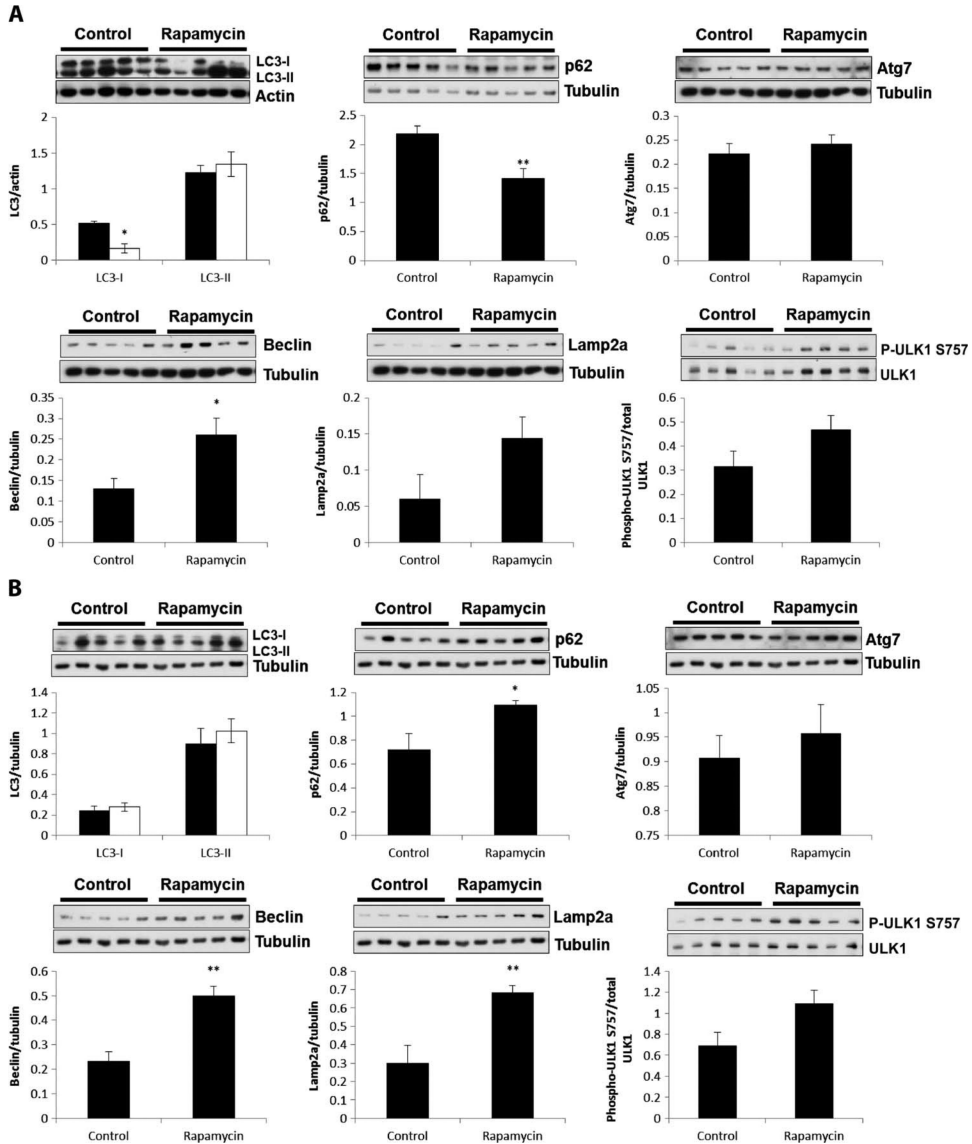 A
Control Rapamycin
LC3-I
LC3-II
Actin
LC3/actin
2
1.5
1
0.5
0
*
LC3-I LC3-II
Control Rapamycin
p62
Tubulin
p62/tubulin
2.5
2
1.5
1
0.5
0
**
Control Rapamycin
Control Rapamycin
Atg7
Tubulin
Atg7/tubulin
0.3
0.25
0.2
0.15
0.1
0.05
0
Control Rapamycin
Control Rapamycin
Beclin
Tubulin
Beclin/tubulin
0.35
0.3
0.25
0.2
0.15
0.1
0.05
0
*
Control Rapamycin
Control Rapamycin
Lamp2a
Tubulin
Lamp2a/tubulin
0.2
0.15
0.1
0.05
0
Control Rapamycin
Control Rapamycin
P-ULK1 S757
ULK1
Phospho-ULK1 S757/total
ULK1
0.6
0.5
0.4
0.3
0.2
0.1
0
Control Rapamycin
B
Control Rapamycin
LC3-I
LC3-II
Tubulin
LC3/tubulin
1.4
1.2
1
0.8
0.6
0.4
0.2
0
LC3-I LC3-II
Control Rapamycin
p62
Tubulin
p62/tubulin
1.2
1
0.8
0.6
0.4
0.2
0
*
Control Rapamycin
Control Rapamycin
Atg7
Tubulin
Atg7/tubulin
1.05
1
0.95
0.9
0.85
0.8
0.75
Control Rapamycin
Control Rapamycin
Beclin
Tubulin
Beclin/tubulin
0.6
0.5
0.4
0.3
0.2
0.1
0
**
Control Rapamycin
Control Rapamycin
Lamp2a
Tubulin
Lamp2a/tubulin
0.8
0.7
0.6
0.5
0.4
0.3
0.2
0.1
0
**
Control Rapamycin
Control Rapamycin
P-ULK1 S757
ULK1
Phospho-ULK1 S757/total
ULK1
1.4
1.2
1
0.8
0.6
0.4
0.2
0
Control Rapamycin